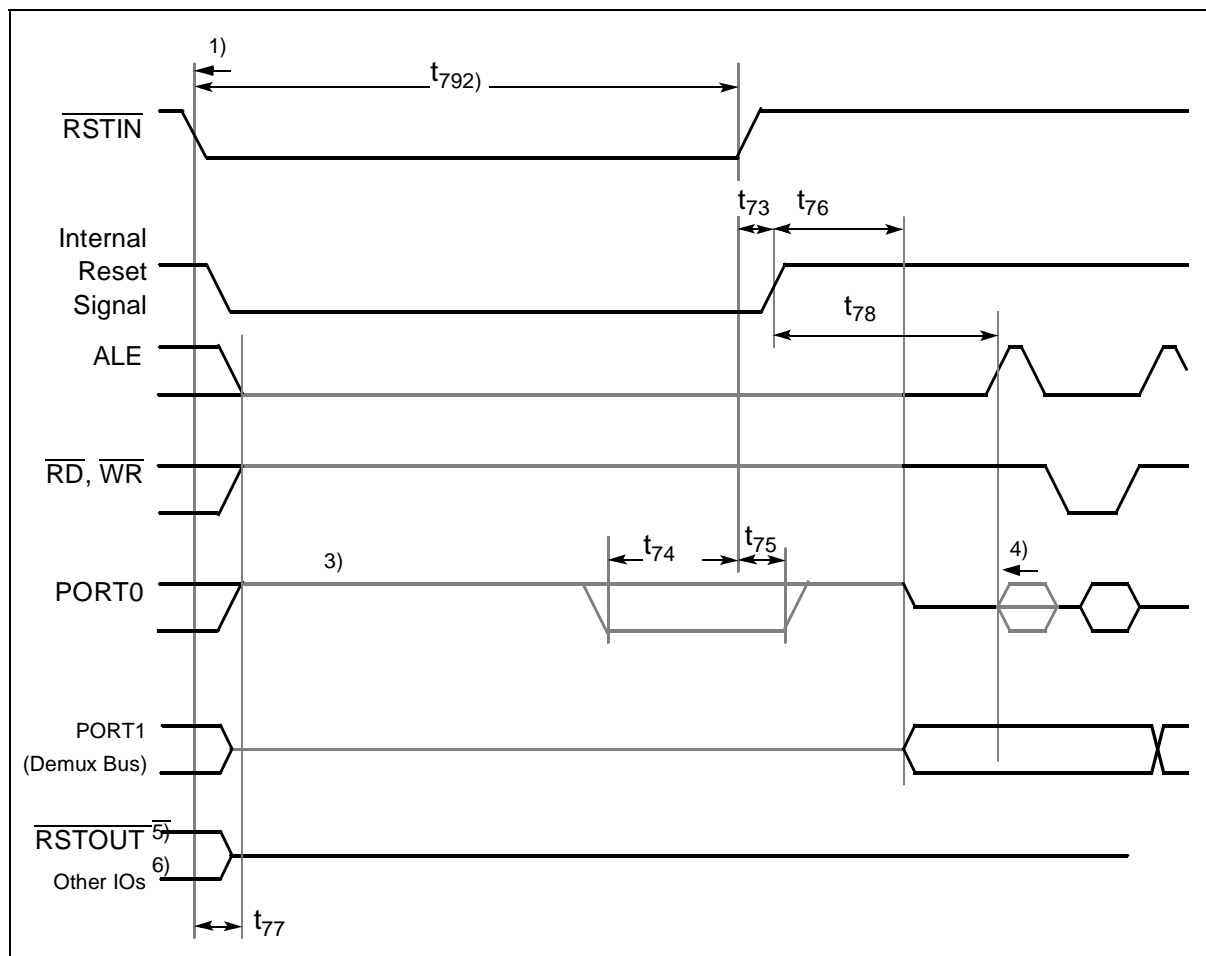 1)
t792)
RSTIN
t73 t76
Internal
Reset
Signal
t78
ALE
RD, WR
3)
t74 t75 4)
PORT0
PORT1
(Demux Bus)
RSTOUT 5)
6)
Other IOs
t77